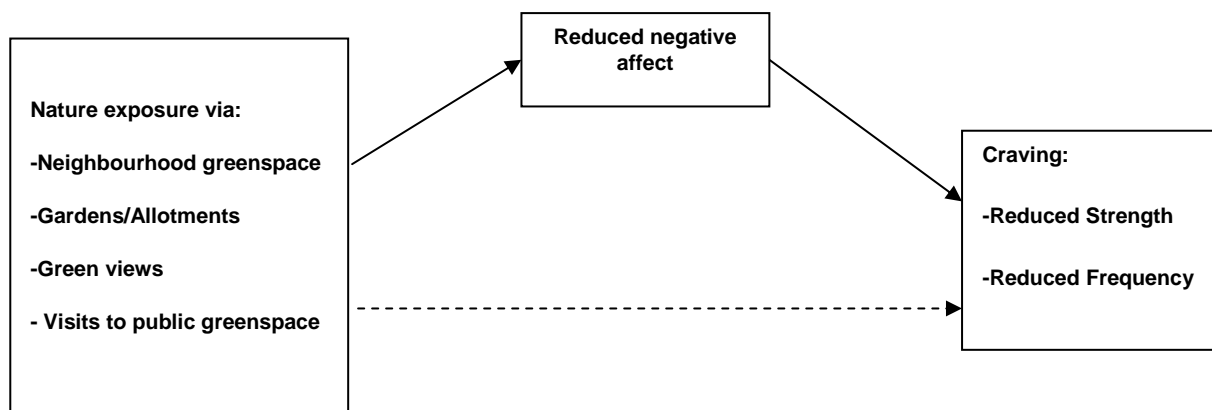 Reduced negative
affect
Nature exposure via:
-Neighbourhood greenspace
-Gardens/Allotments
-Green views
- Visits to public greenspace
Craving:
-Reduced Strength
-Reduced Frequency